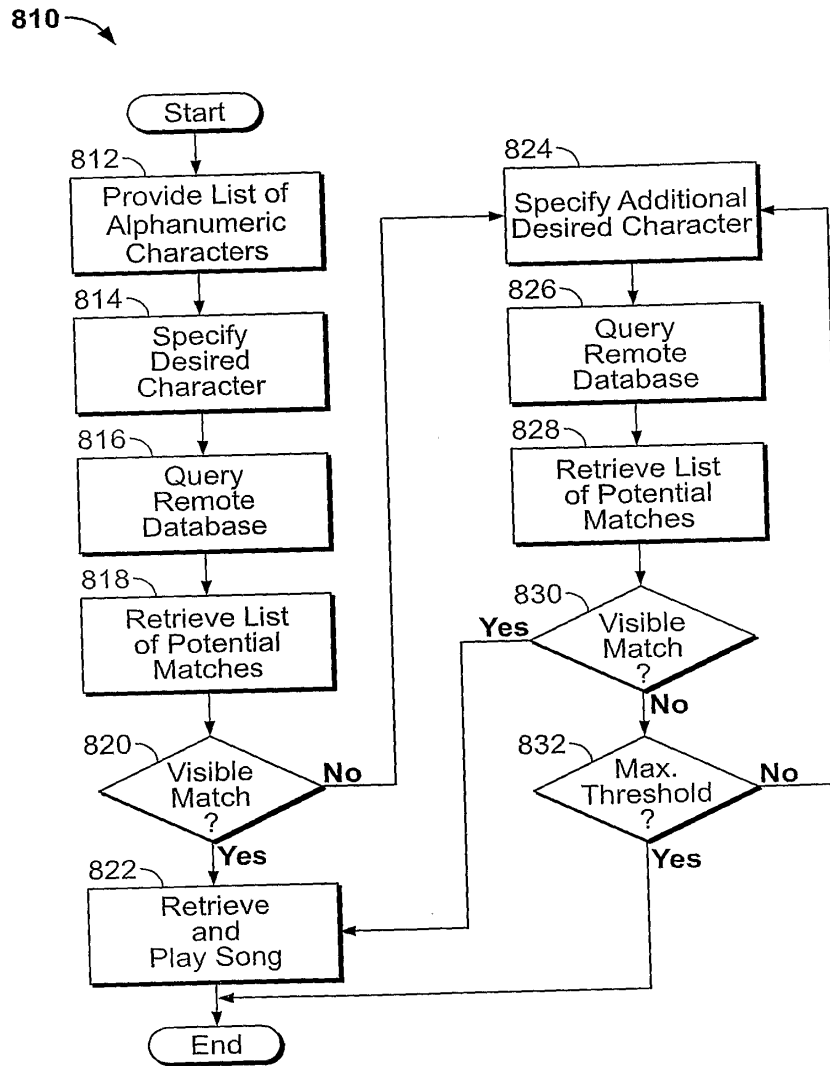 810
Start
812
Provide List of
Alphanumeric
Characters
814
Specify
Desired
Character
816
Query
Remote
Database
818
Retrieve List
of Potential
Matches
820
Visible
Match
?
No
Yes
822
Retrieve
and
Play Song
End
824
Specify Additional
Desired Character
826
Query
Remote
Database
828
Retrieve List
of Potential
Matches
830
Visible
Match
?
Yes
No
832
Max.
Threshold
?
No
Yes